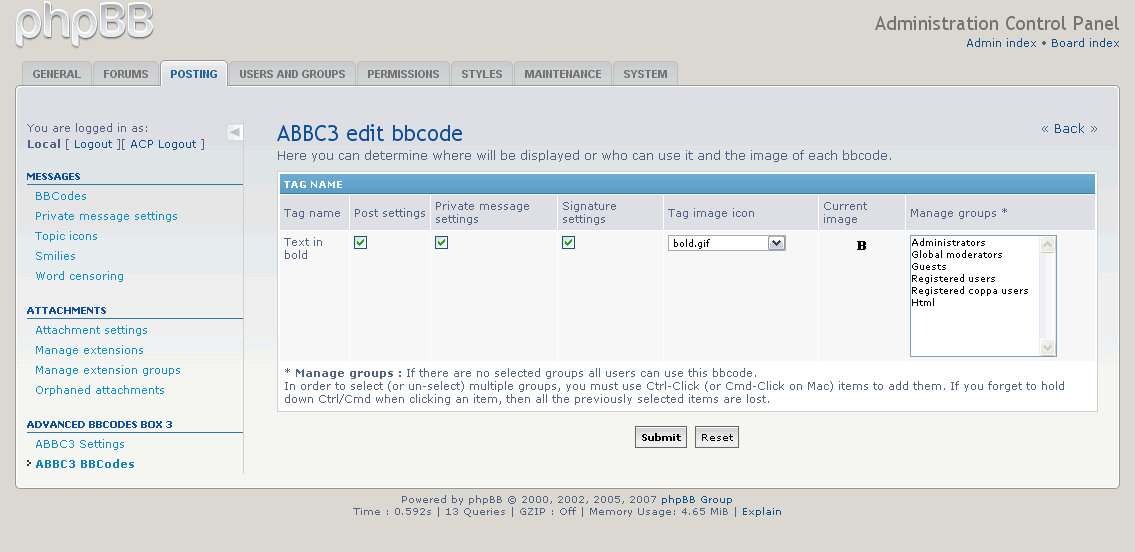 phpBB
Administration Control Panel
Admin index • Board index
GENERAL FORUMS POSTING USERS AND GROUPS PERMISSIONS STYLES MAINTENANCE SYSTEM
You are logged in as:
Local [ Logout ][ ACP Logout ]
MESSAGES
BBCodes
Private message settings
Topic icons
Smilies
Word censoring
ATTACHMENTS
Attachment settings
Manage extensions
Manage extension groups
Orphaned attachments
ADVANCED BBCODES BOX 3
ABBC3 Settings
ABBC3 BBCodes
« Back »
ABBC3 edit bbcode
Here you can determine where will be displayed or who can use it and the image of each bbcode.
TAG NAME
Tag name
Post settings
Private message
settings
Signature
settings
Tag image icon
Current
image
Manage groups *
Text in
bold
bold.gif
B
Administrators
Global moderators
Guests
Registered users
Registered coppa users
Html
* Manage groups : If there are no selected groups all users can use this bbcode.
In order to select (or un-select) multiple groups, you must use Ctrl-Click (or Cmd-Click on Mac) items to add them. If you forget to hold
down Ctrl/Cmd when clicking an item, then all the previously selected items are lost.
Submit Reset
Powered by phpBB © 2000, 2002, 2005, 2007 phpBB Group
Time : 0.592s | 13 Queries | GZIP : Off | Memory Usage: 4.65 MiB | Explain